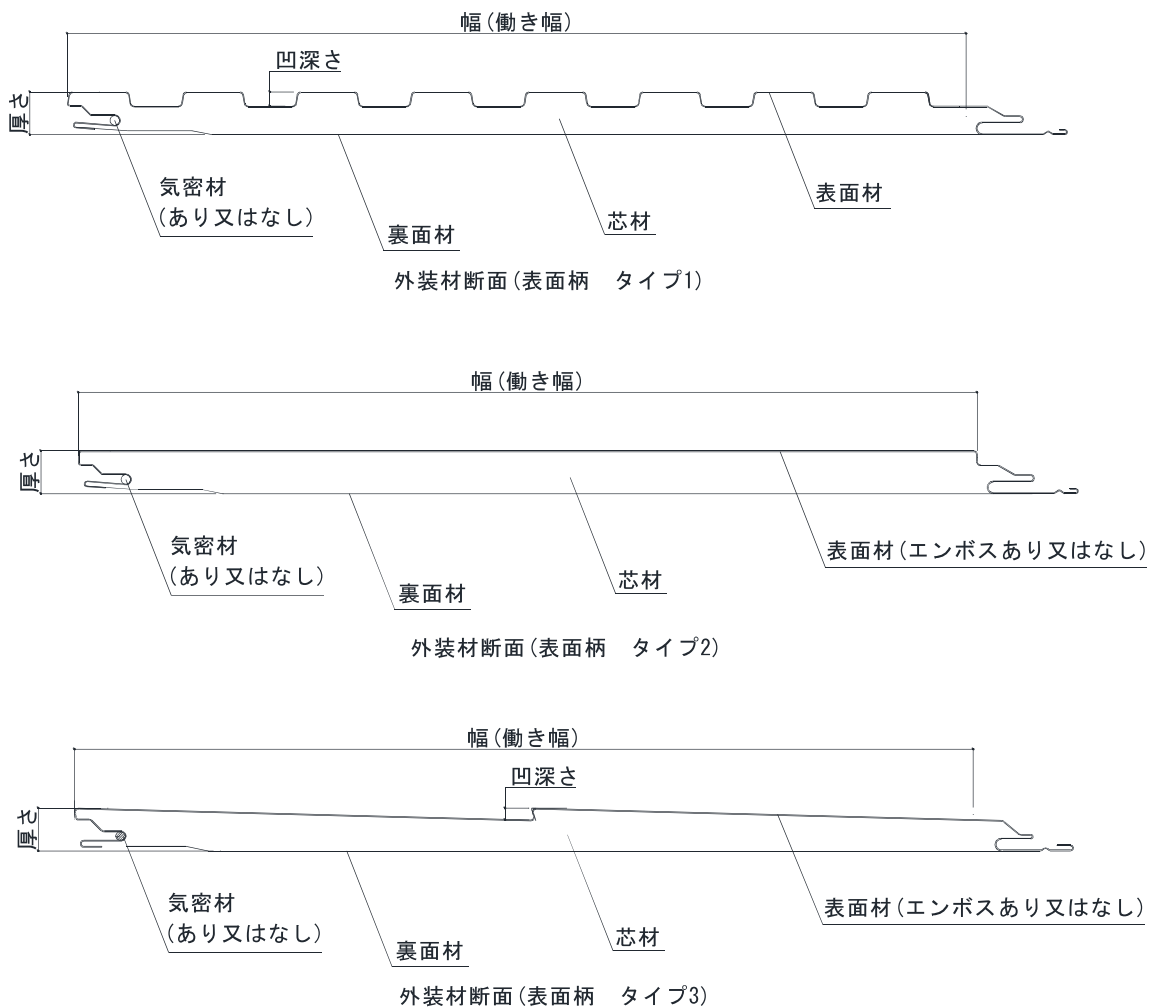 幅(働き幅)
凹深さ
厚さ
気密材
(あり又はなし)
裏面材
芯材
表面材
外装材断面(表面柄　タイプ1)
幅(働き幅)
厚さ
気密材
(あり又はなし)
裏面材
芯材
表面材(エンボスあり又はなし)
外装材断面(表面柄　タイプ2)
幅(働き幅)
凹深さ
厚さ
気密材
(あり又はなし)
裏面材
芯材
表面材(エンボスあり又はなし)
外装材断面(表面柄　タイプ3)